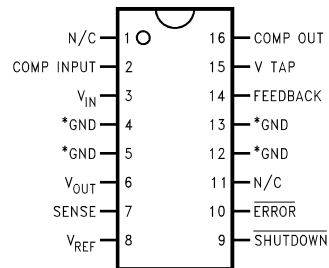 N/C 1 16 COMP OUT
COMP INPUT 2 15 V TAP
VIN 3 14 FEEDBACK
*GND 4 13 *GND
*GND 5 12 *GND
VOUT 6 11 N/C
SENSE 7 10 ERROR
VREF 8 9 SHUTDOWN